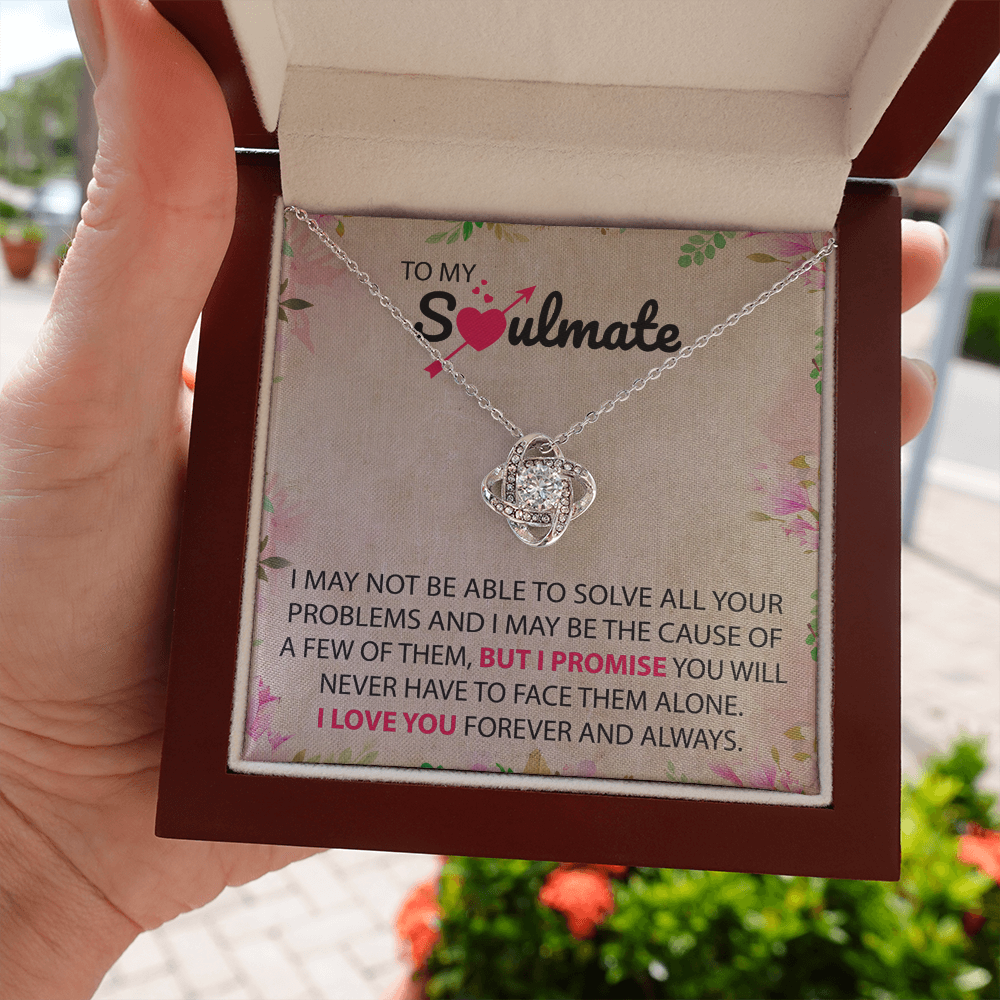 TO MY
Soulmate
I MAY NOT BE ABLE TO SOLVE ALL YOUR
PROBLEMS AND I MAY BE THE CAUSE OF
A FEW OF THEM, BUT I PROMISE YOU WILL
NEVER HAVE TO FACE THEM ALONE.
I LOVE YOU FOREVER AND ALWAYS.